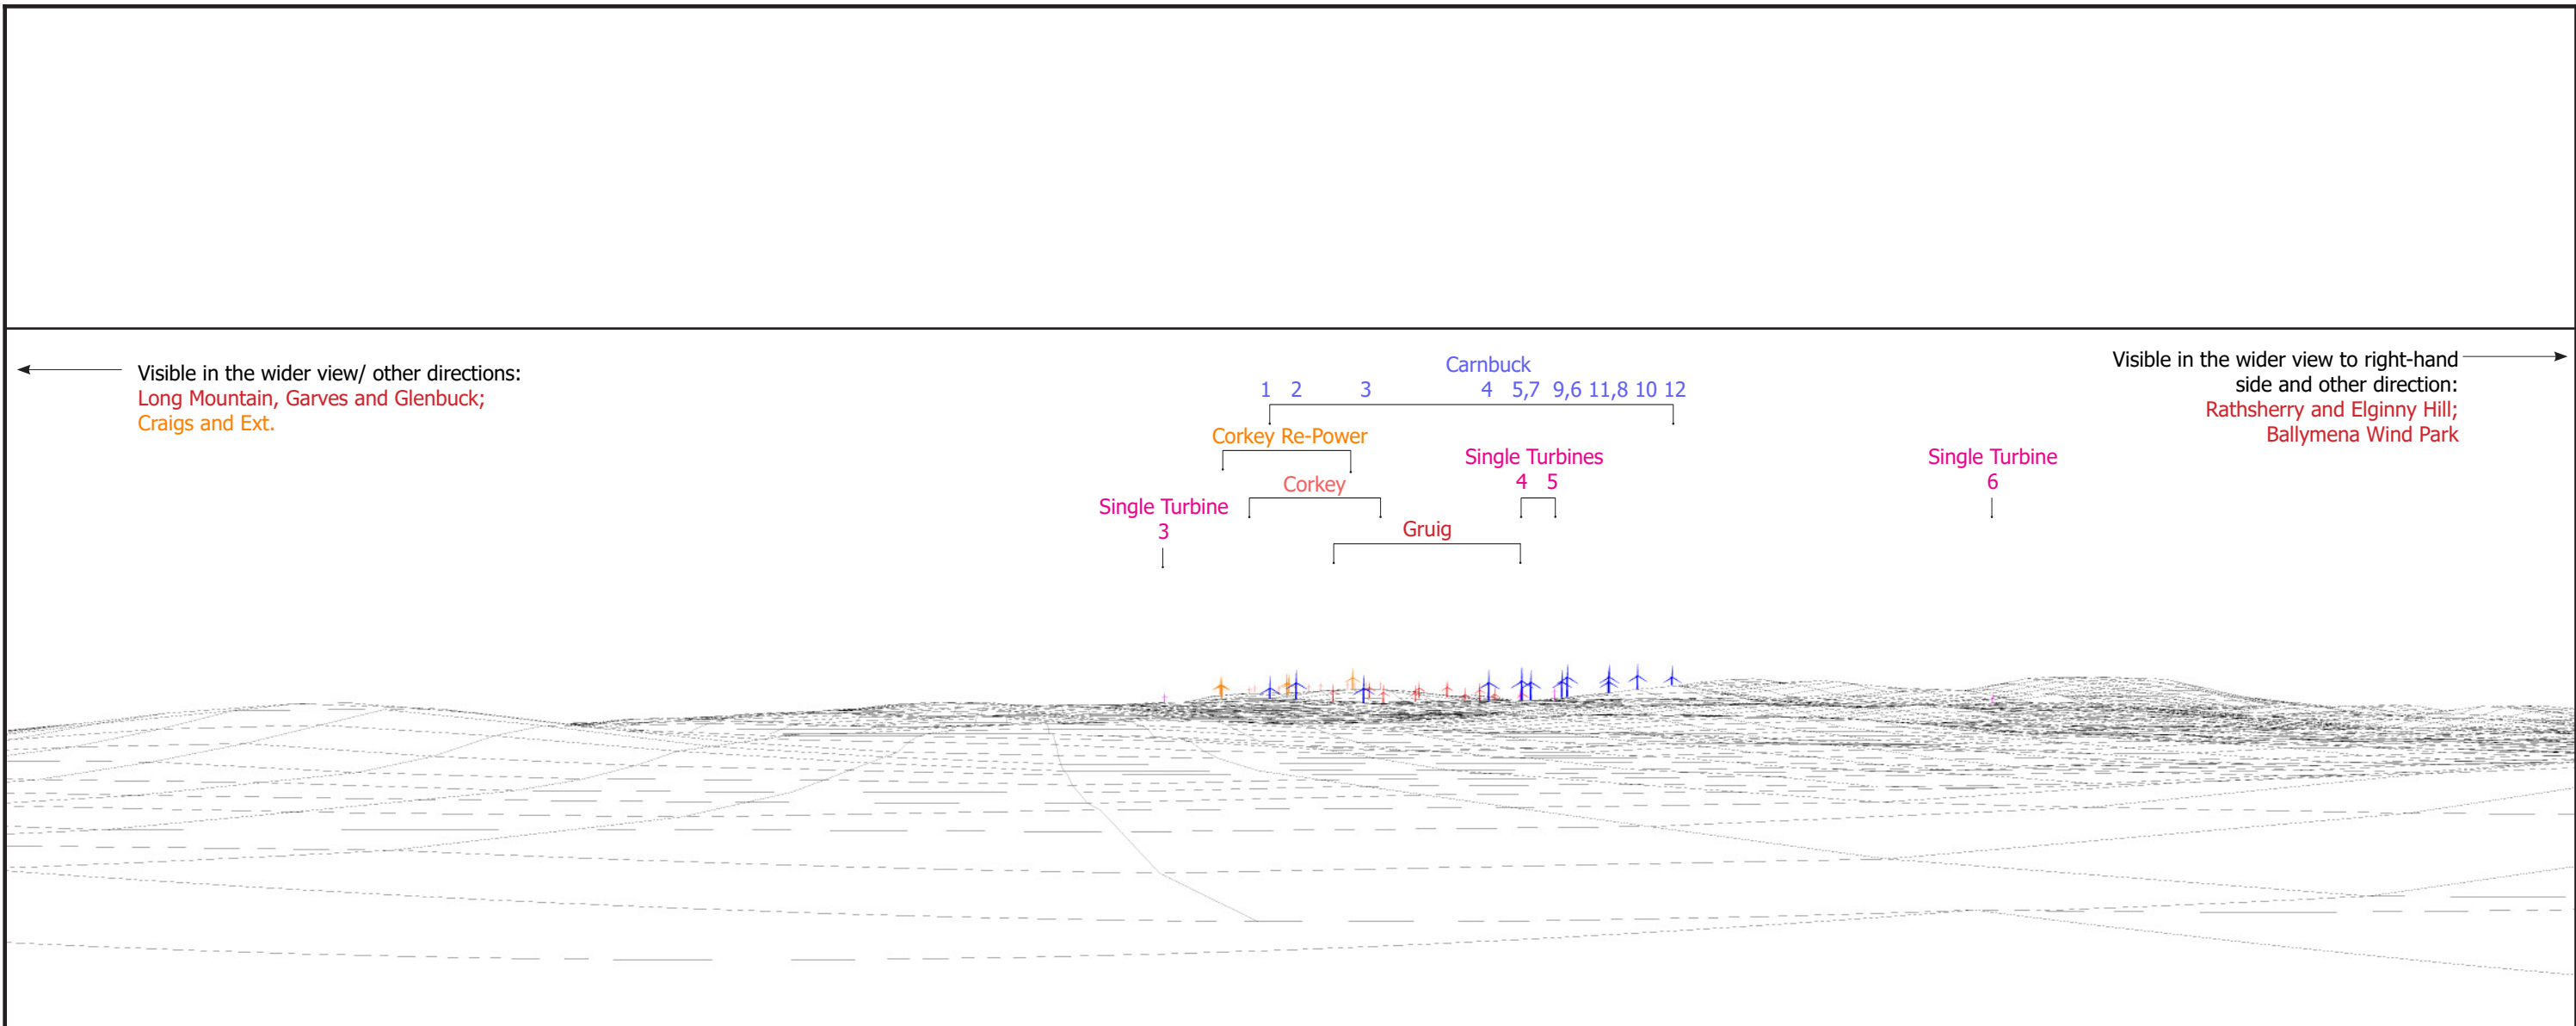 Visible in the wider view/ other directions:
Long Mountain, Garves and Glenbuck;
Craigs and Ext.
Carnbuck
1 2 3 4 5,7 9,6 11,8 10 12
Corkey Re-Power
Corkey
Single Turbine
3
Gruig
Single Turbines
4 5
Single Turbine
6
Visible in the wider view to right-hand
side and other direction:
Rathsherry and Elginny Hill;
Ballymena Wind Park